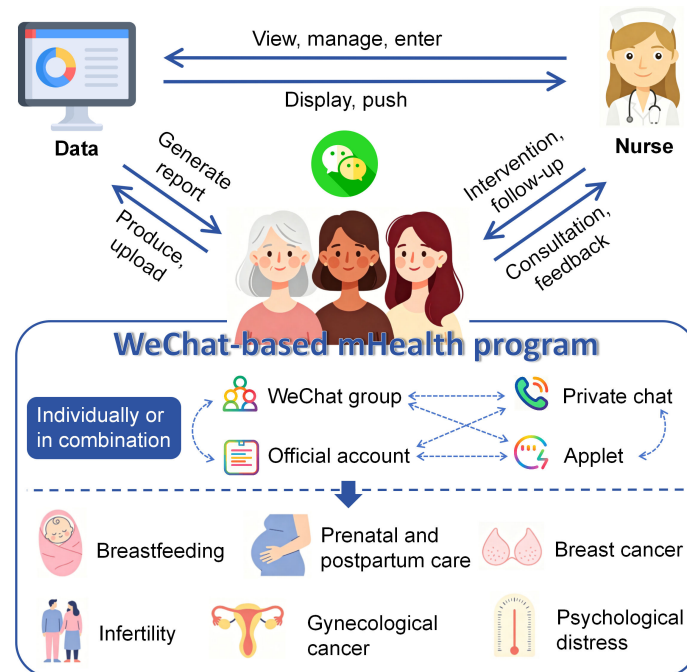 View, manage, enter
Display, push
Data
Nurse
Generate
report
Produce,
upload
Intervention,
follow-up
Consultation,
feedback
WeChat-based mHealth program
Individually or
in combination
WeChat group
Private chat
Official account
Applet
Breastfeeding
Prenatal and
postpartum care
Breast cancer
Infertility
Gynecological
cancer
Psychological
distress